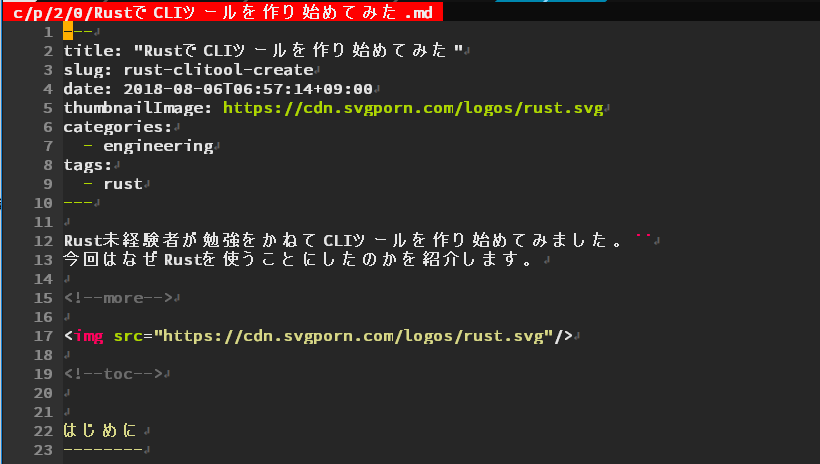 c/p/2/0/RustでCLIツールを作り始めてみた.md
1 ---
2 title: "RustでCLIツールを作り始めてみた"
3 slug: rust-clitool-create
4 date: 2018-08-06T06:57:14+09:00
5 thumbnailImage: https://cdn.svgporn.com/logos/rust.svg
6 categories:
7   - engineering
8 tags:
9   - rust
10 ---
11
12 Rust未経験者が勉強をかねてCLIツールを作り始めてみました。
13 今回はなぜRustを使うことにしたのかを紹介します。
14
15 <!--more-->
16
17 <img src="https://cdn.svgporn.com/logos/rust.svg"/>
18
19 <!--toc-->
20
21
22 はじめに
23 --------